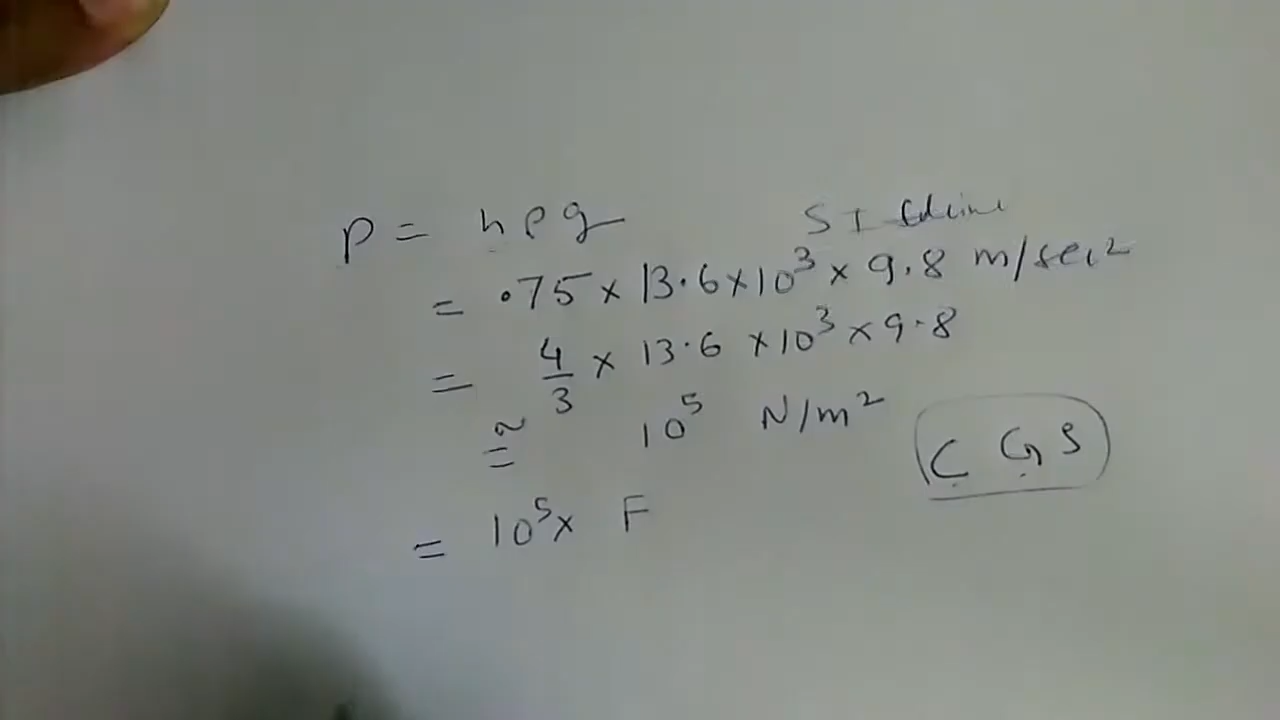 P = hρg
SI
= .75 × 13.6 × 10³ × 9.8 m/sec²
= 4/3 × 13.6 × 10³ × 9.8
≅ 10⁵ N/m²
CGS
= 10⁵ × F